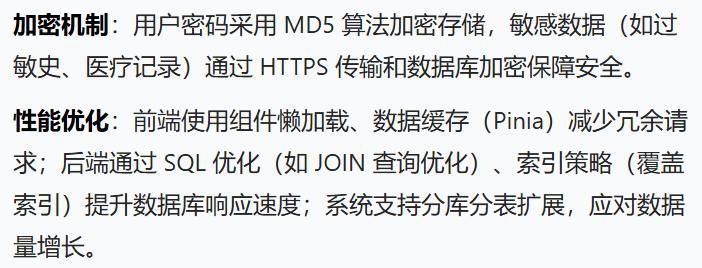 加密机制：用户密码采用 MD5 算法加密存储，敏感数据（如过
敏史、医疗记录）通过 HTTPS 传输和数据库加密保障安全。
性能优化：前端使用组件懒加载、数据缓存（Pinia）减少冗余请
求；后端通过 SQL 优化（如 JOIN 查询优化）、索引策略（覆盖
索引）提升数据库响应速度；系统支持分库分表扩展，应对数据
量增长。